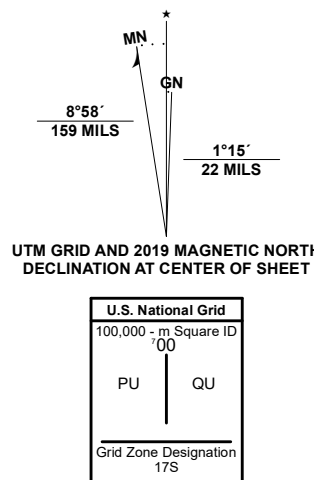 ★
MN
GN
8°58´
159 MILS
1°15´
22 MILS
UTM GRID AND 2019 MAGNETIC NORTH
DECLINATION AT CENTER OF SHEET
U.S. National Grid
100,000 - m Square ID
⁷00
PU QU
Grid Zone Designation
17S